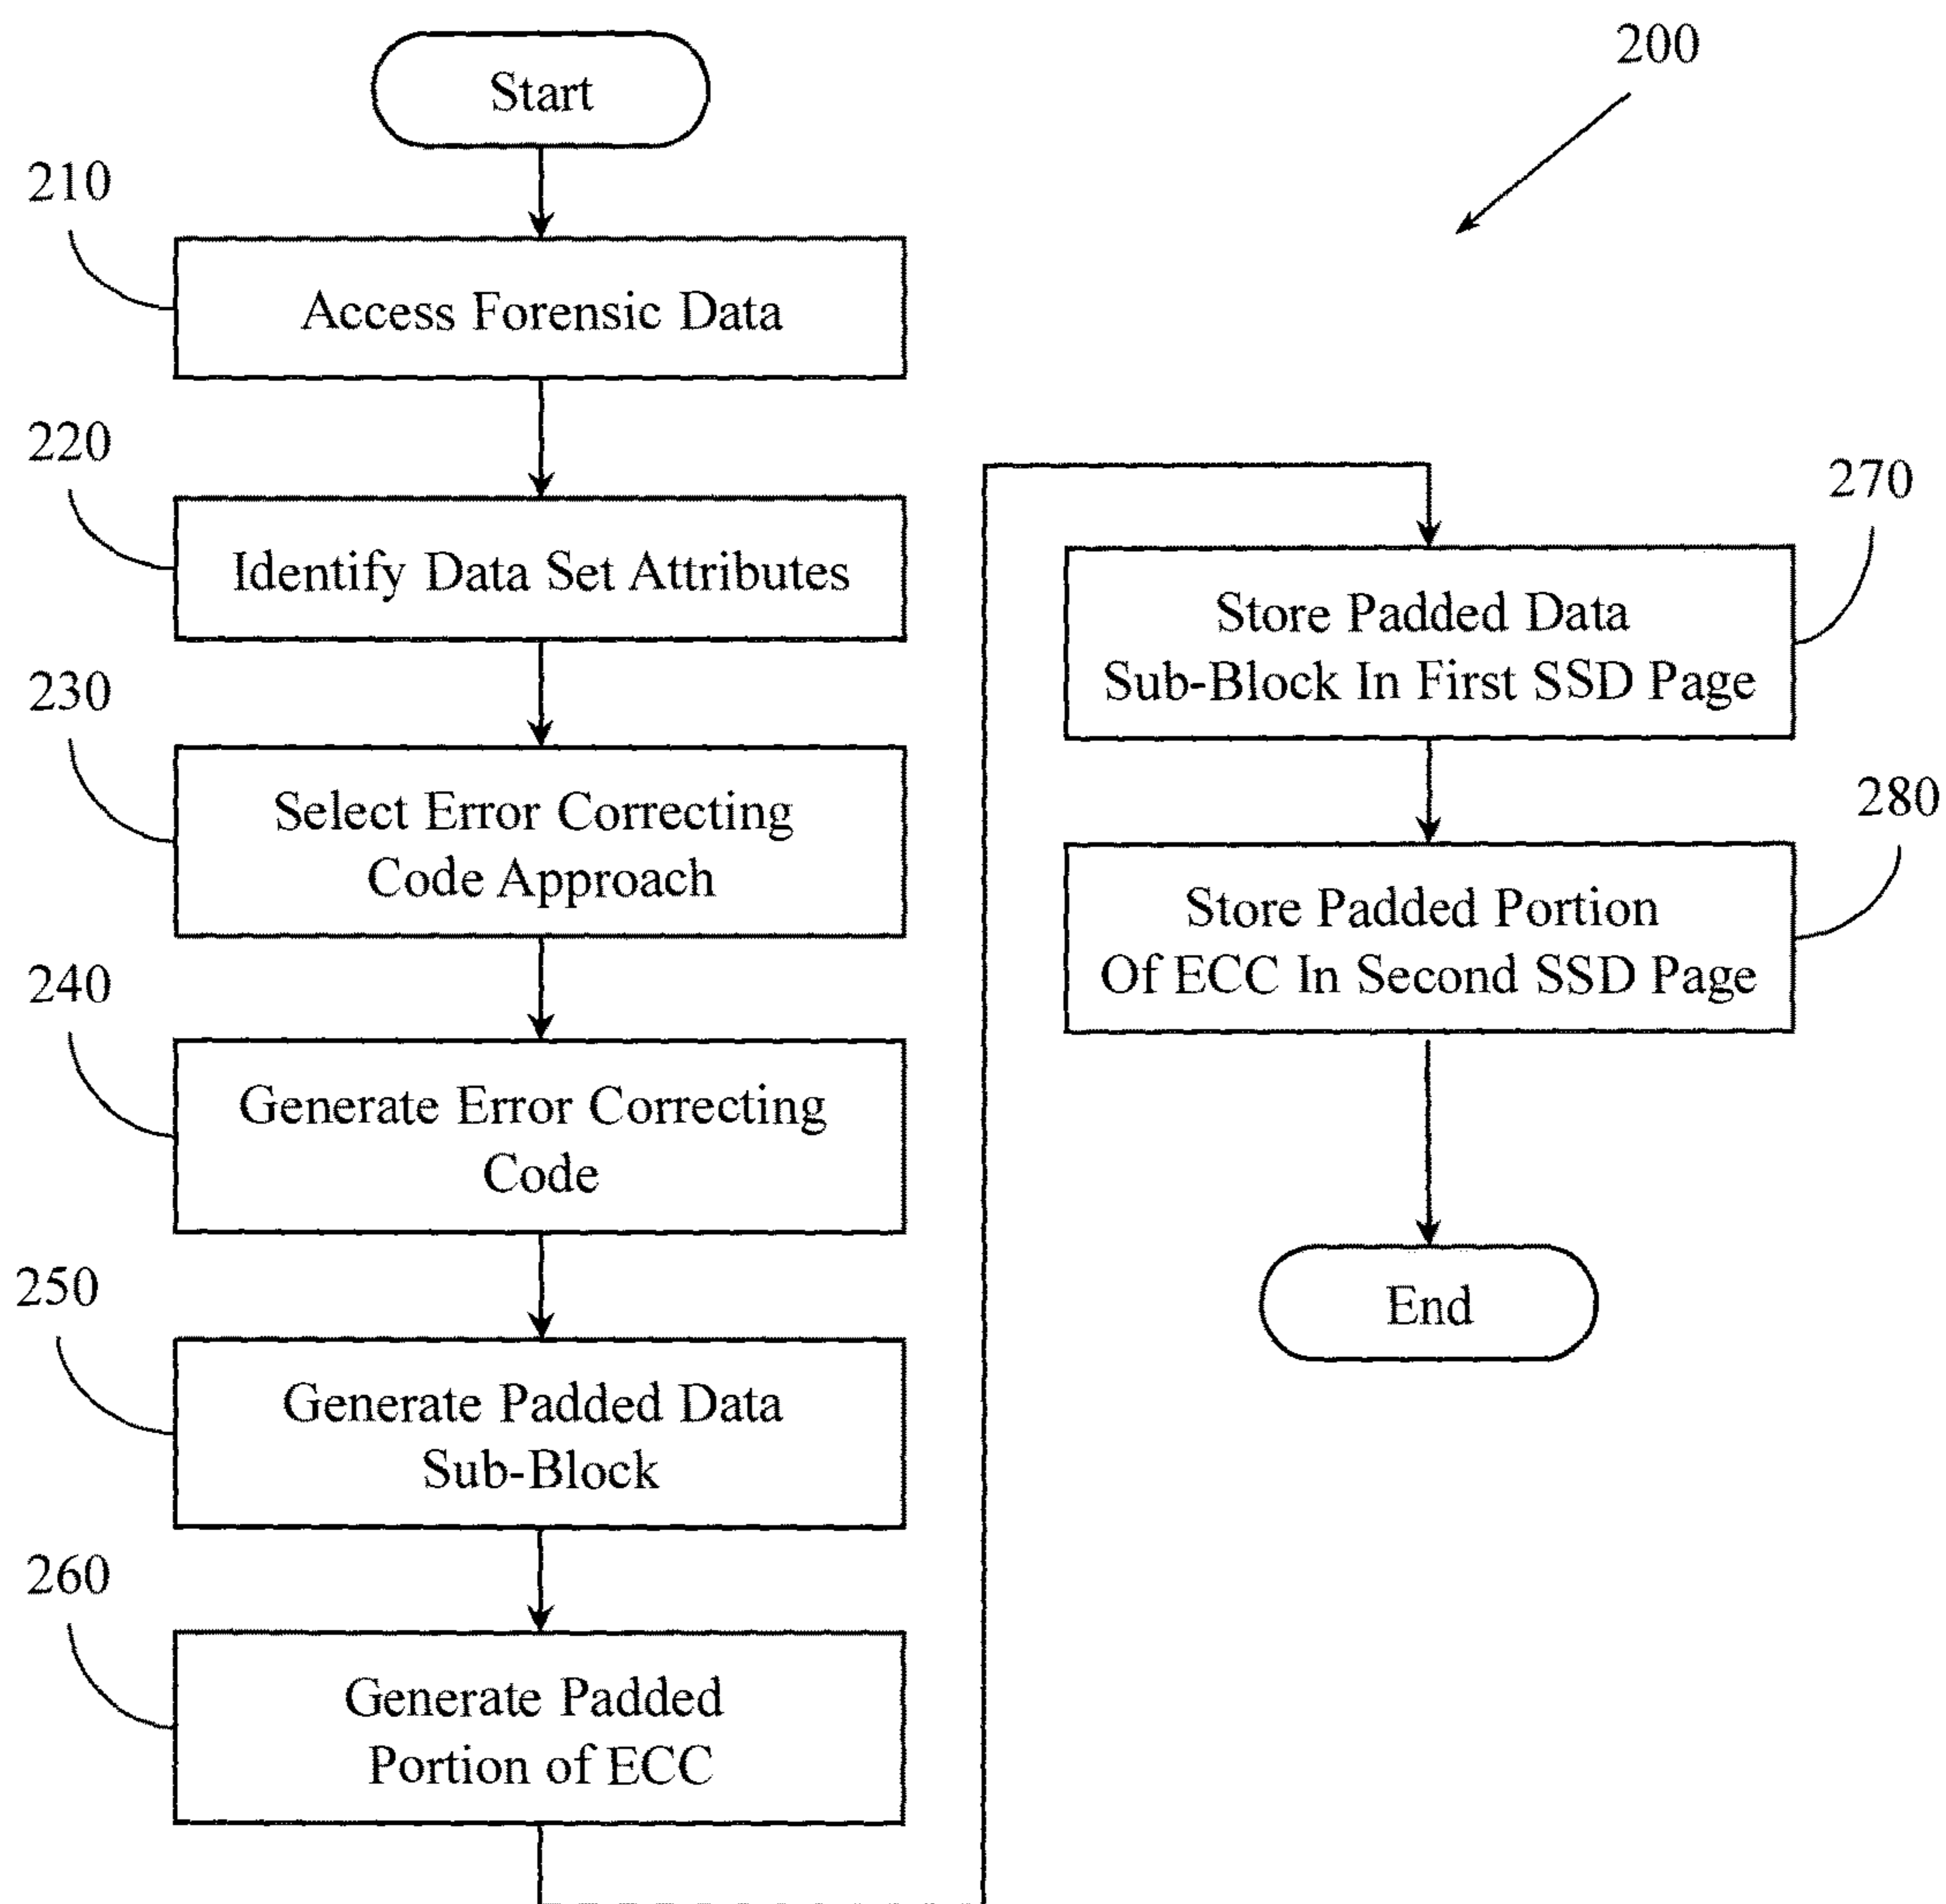 200
Start
210
Access Forensic Data
220
Identify Data Set Attributes
230
Select Error Correcting
Code Approach
240
Generate Error Correcting
Code
250
Generate Padded Data
Sub-Block
260
Generate Padded
Portion of ECC
270
Store Padded Data
Sub-Block In First SSD Page
280
Store Padded Portion
Of ECC In Second SSD Page
End